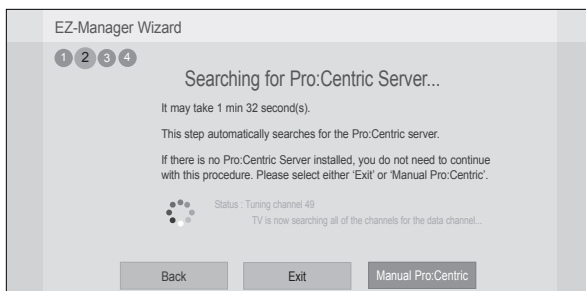 EZ-Manager Wizard
1 2 3 4
Searching for Pro:Centric Server...
It may take 1 min 32 second(s).
This step automatically searches for the Pro:Centric server.
If there is no Pro:Centric Server installed, you do not need to continue
with this procedure. Please select either ‘Exit’ or ‘Manual Pro:Centric’.
Status : Tuning channel 49
TV is now searching all of the channels for the data channel...
Back Exit Manual Pro:Centric